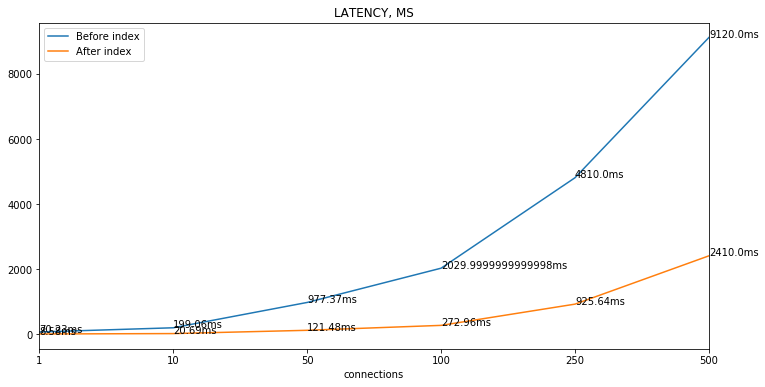 LATENCY, MS
Before index
After index
8000
6000
4000
2000
0
9120.0ms
4810.0ms
2410.0ms
2029.9999999999998ms
977.37ms
925.64ms
272.96ms
199.06ms
121.48ms
20.69ms
1
10
50
100
250
500
connections